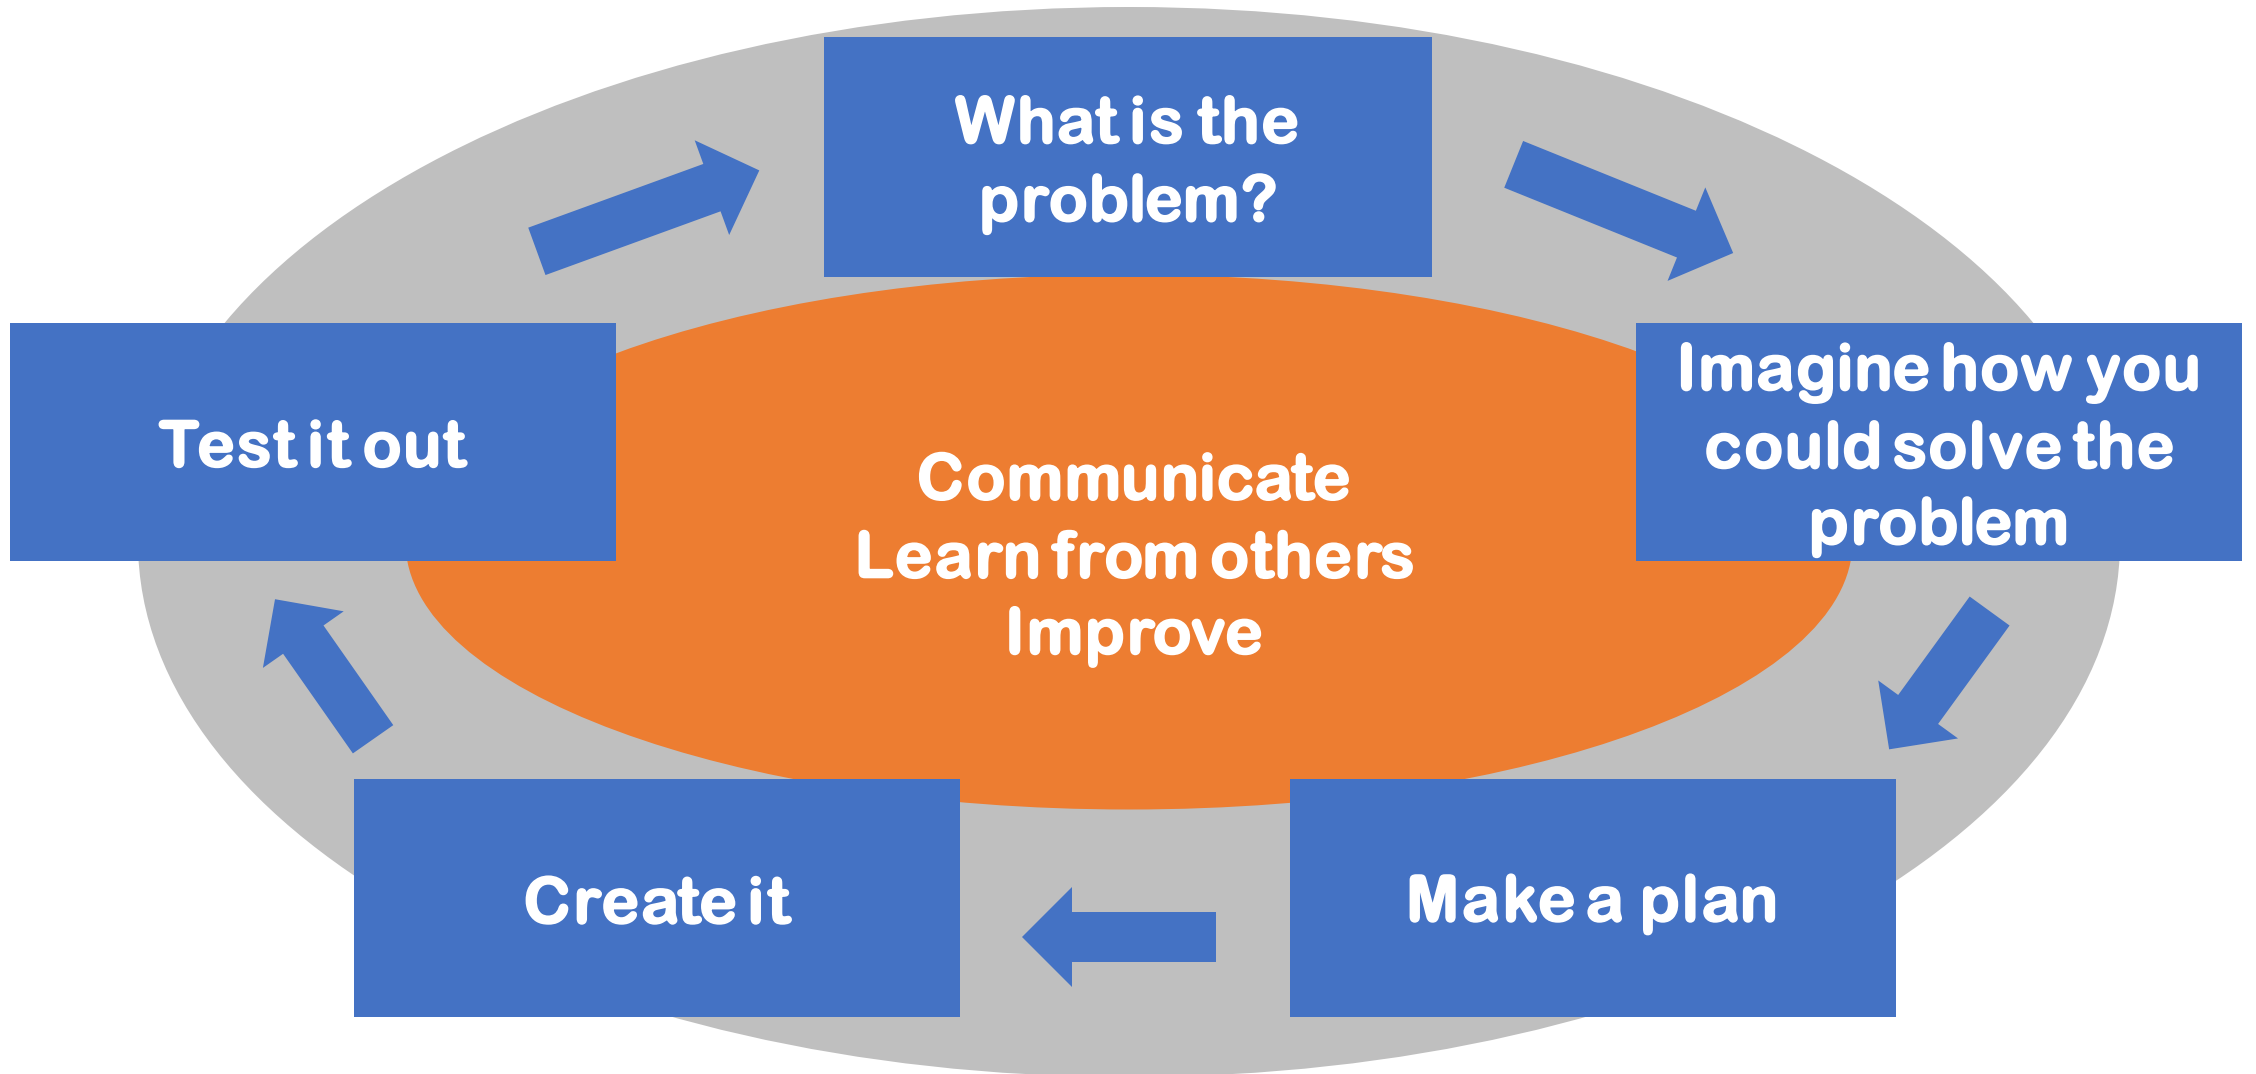 What is the
problem?
Imagine how you
could solve the
problem
Make a plan
Create it
Test it out
Communicate
Learn from others
Improve